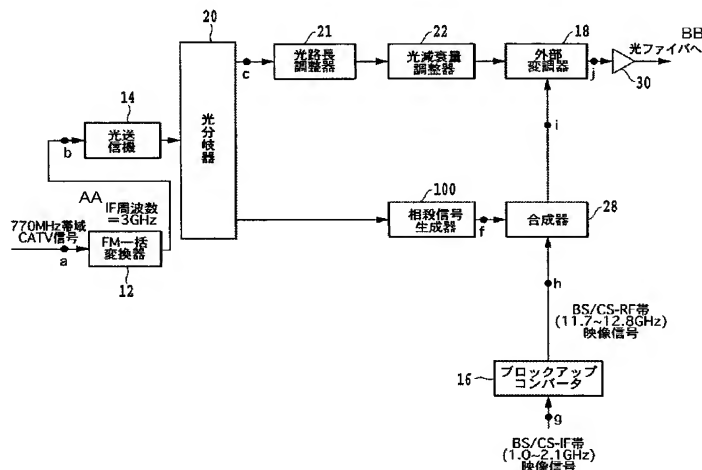 20
21
22
18
BB
光ファイバへ
光路長
調整器
光減衰量
調整器
外部
変調器
c
j
30
14
光送
信機
光分岐器
b
i
AA
IF周波数
=3GHz
100
相殺信号
生成器
f
合成器
28
770MHz帯域
CATV信号
a
FM一括
変換器
12
h
BS/CS-RF帯
(11.7~12.8GHz)
映像信号
16
ブロックアップ
コンバータ
g
BS/CS-IF帯
(1.0~2.1GHz)
映像信号